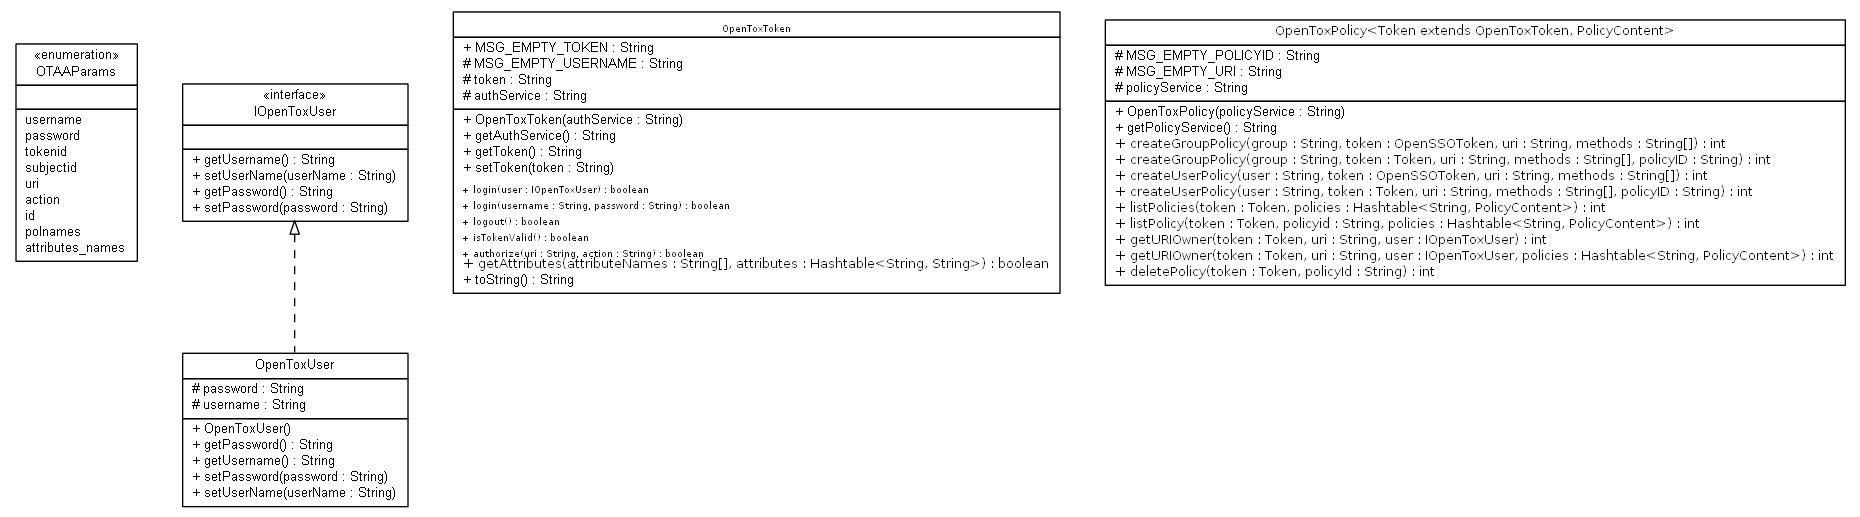 «enumeration»
OTAAParams
username
password
tokenid
subjectid
uri
action
id
polnames
attributes_names
«interface»
IOpenToxUser
+ getUsername() : String
+ setUserName(userName : String)
+ getPassword() : String
+ setPassword(password : String)
OpenToxUser
# password : String
# username : String
+ OpenToxUser()
+ getPassword() : String
+ getUsername() : String
+ setPassword(password : String)
+ setUserName(userName : String)
OpenToxToken
+ MSG_EMPTY_TOKEN : String
# MSG_EMPTY_USERNAME : String
# token : String
# authService : String
+ OpenToxToken(authService : String)
+ getAuthService() : String
+ getToken() : String
+ setToken(token : String)
+ login(user : IOpenToxUser) : boolean
+ login(username : String, password : String) : boolean
+ logout() : boolean
+ isTokenValid() : boolean
+ authorize(uri : String, action : String) : boolean
+ getAttributes(attributeNames : String[], attributes : Hashtable<String, String>) : boolean
+ toString() : String
OpenToxPolicy<Token extends OpenToxToken, PolicyContent>
# MSG_EMPTY_POLICYID : String
# MSG_EMPTY_URI : String
# policyService : String
+ OpenToxPolicy(policyService : String)
+ getPolicyService() : String
+ createGroupPolicy(group : String, token : OpenSSOToken, uri : String, methods : String[]) : int
+ createGroupPolicy(group : String, token : Token, uri : String, methods : String[], policyID : String) : int
+ createUserPolicy(user : String, token : OpenSSOToken, uri : String, methods : String[]) : int
+ createUserPolicy(user : String, token : Token, uri : String, methods : String[], policyID : String) : int
+ listPolicies(token : Token, policies : Hashtable<String, PolicyContent>) : int
+ listPolicy(token : Token, policyid : String, policies : Hashtable<String, PolicyContent>) : int
+ getURIOwner(token : Token, uri : String, user : IOpenToxUser) : int
+ getURIOwner(token : Token, uri : String, user : IOpenToxUser, policies : Hashtable<String, PolicyContent>) : int
+ deletePolicy(token : Token, policyId : String) : int